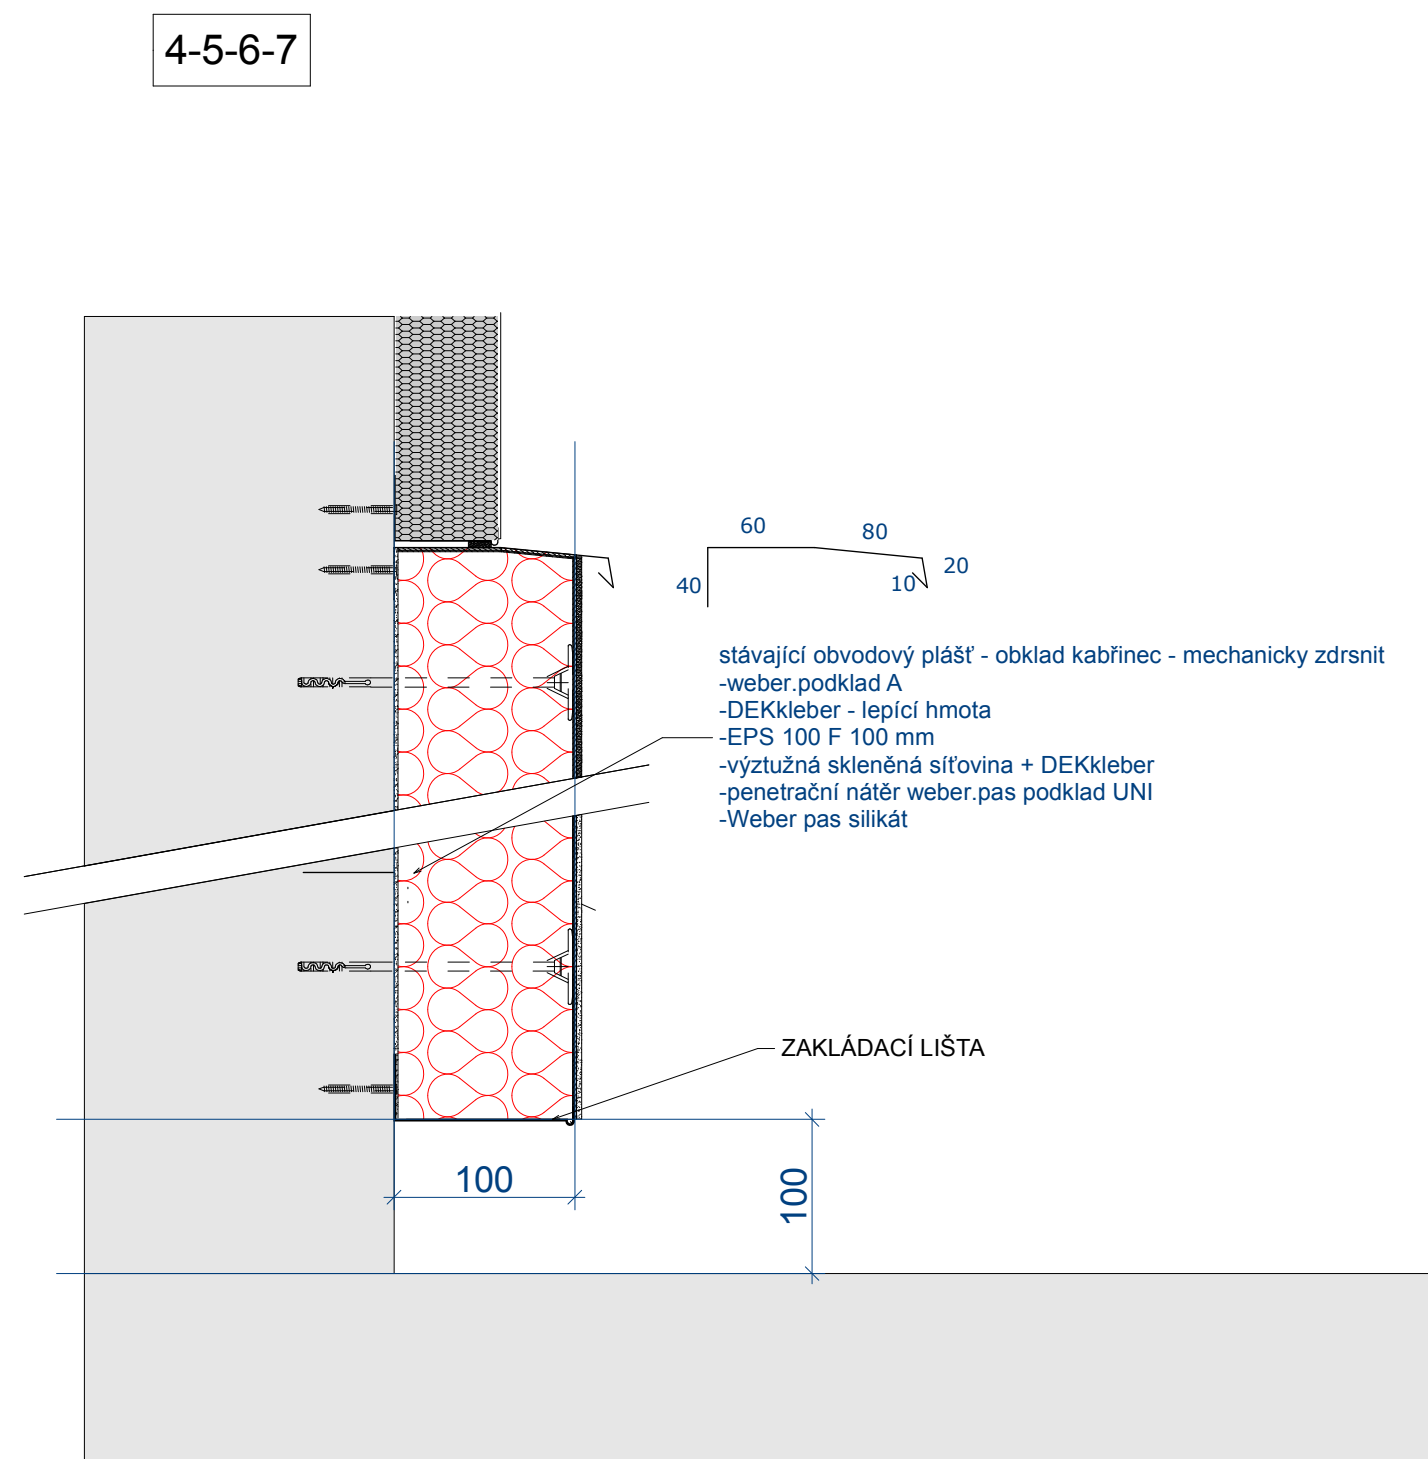 4-5-6-7
60
80
40
10
20
stávající obvodový plášť - obklad kabřinec - mechanicky zdrsnit
-weber.podklad A
-DEKkleber - lepící hmota
-EPS 100 F 100 mm
-výztužná skleněná síťovina + DEKkleber
-penetrační nátěr weber.pas podklad UNI
-Weber pas silikát
ZAKLÁDACÍ LIŠTA
100
100